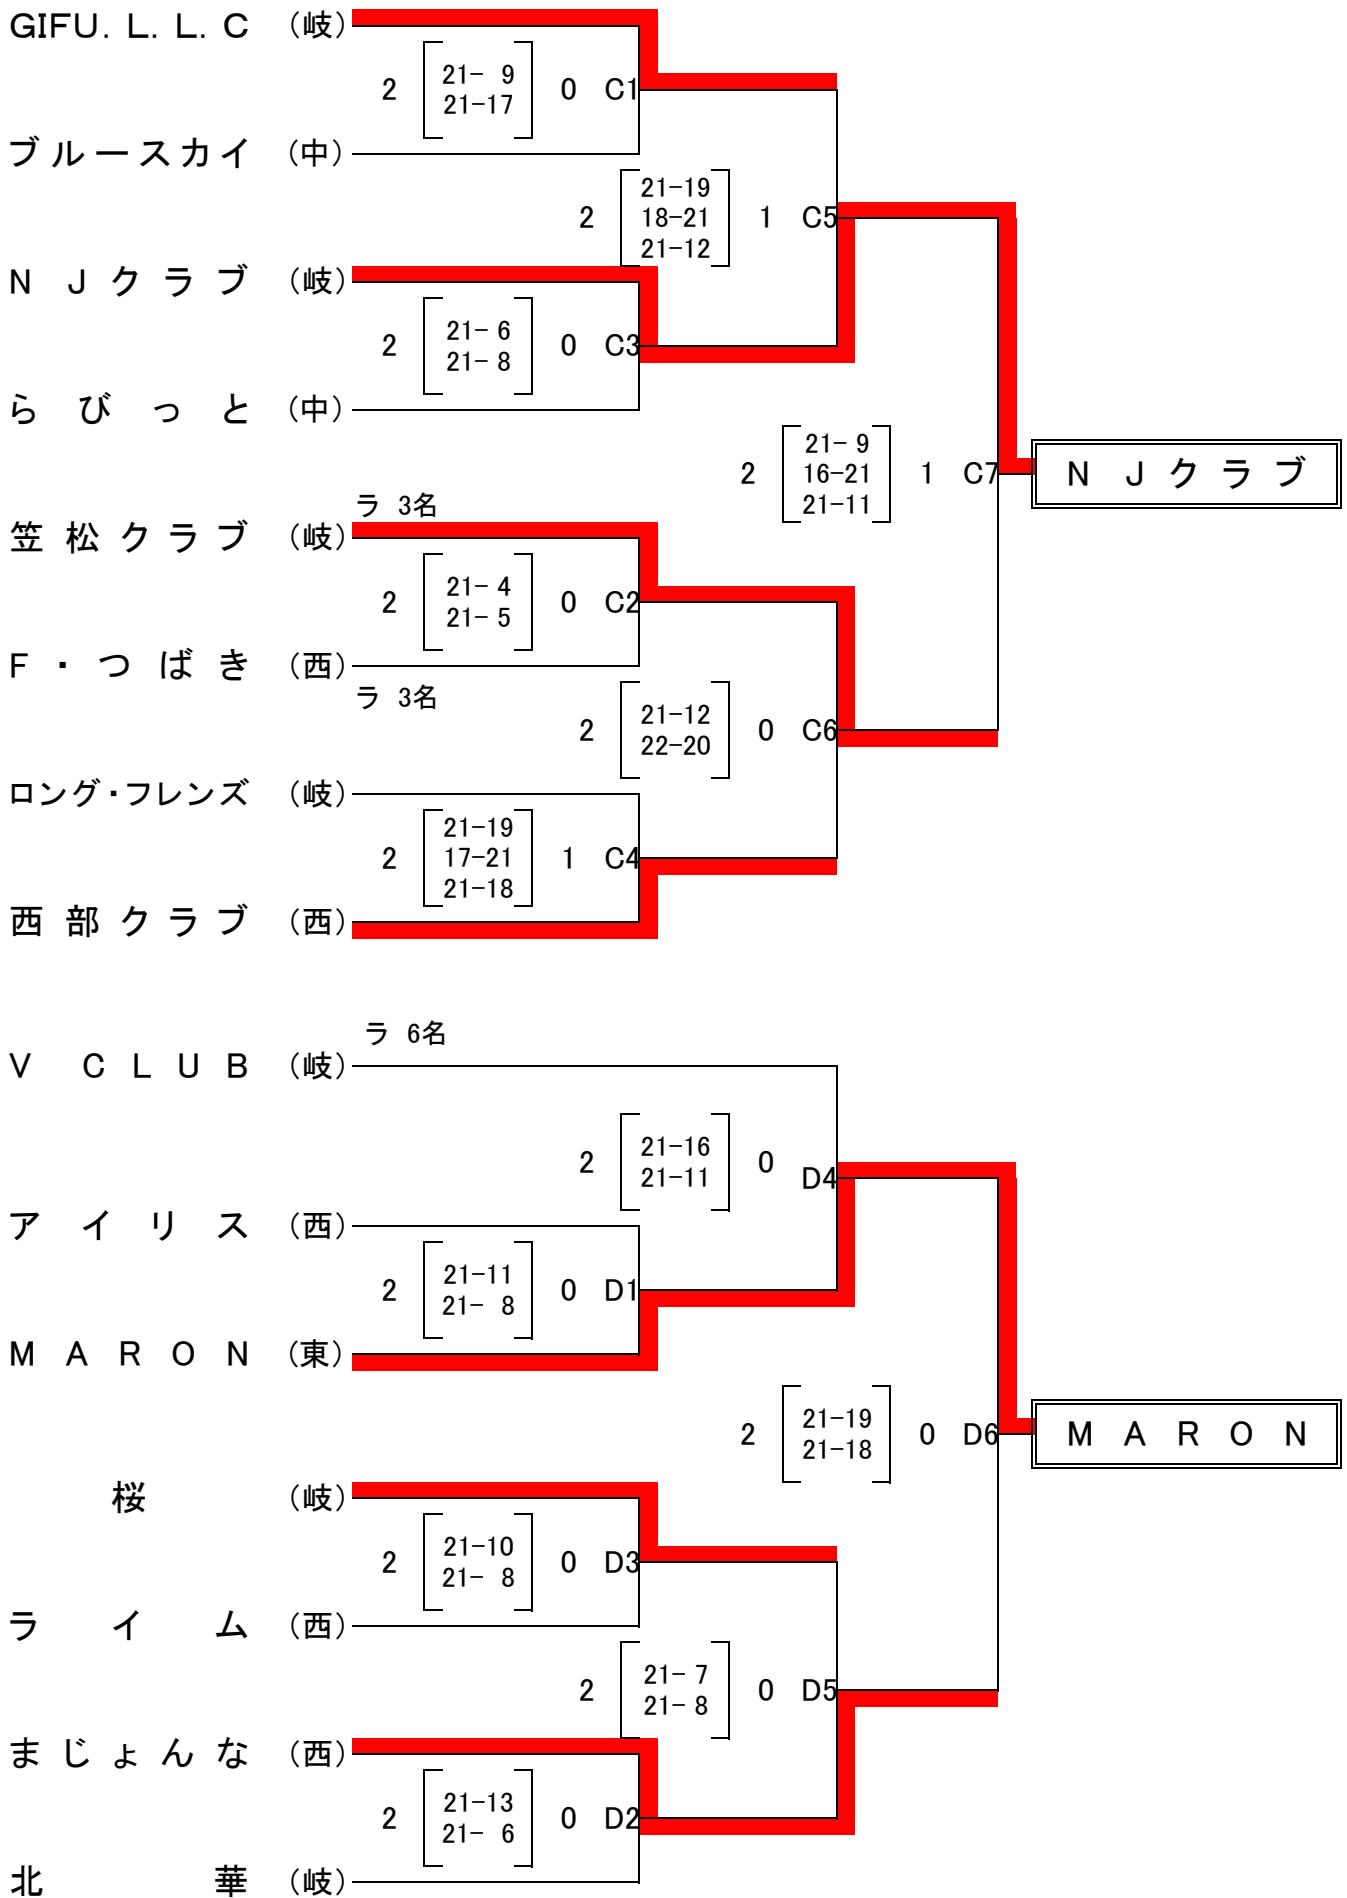 GIFU. L. L. C （岐）
21- 9
2 0 C1
21-17
ブルースカイ （中）
21-19
2 18-21 1 C5
21-12
N J クラブ （岐）
21- 6
2 0 C3
21- 8
らびっと （中）
21- 9
2 16-21 1 C7 N J クラブ
21-11
ラ 3名
笠松クラブ （岐）
21- 4
2 0 C2
21- 5
F・つばき （西）
ラ 3名
21-12
2 0 C6
22-20
ロング・フレンズ （岐）
21-19
2 17-21 1 C4
21-18
西部クラブ （西）
ラ 6名
V CLUB （岐）
21-16
2 0 D4
21-11
アイリス （西）
21-11
2 0 D1
21- 8
MARON （東）
21-19
2 0 D6 MARON
21-18
桜 （岐）
21-10
2 0 D3
21- 8
ライム （西）
21- 7
2 0 D5
21- 8
まじょんな （西）
21-13
2 0 D2
21- 6
北華 （岐）